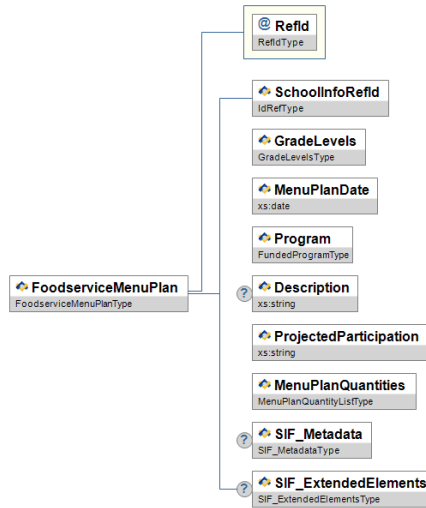 @ RefId
RefIdType
SchoolInfoRefId
IdRefType
GradeLevels
GradeLevelsType
MenuPlanDate
xs:date
Program
FundedProgramType
FoodserviceMenuPlan
FoodserviceMenuPlanType
? Description
xs:string
ProjectedParticipation
xs:string
MenuPlanQuantities
MenuPlanQuantityListType
? SIF_Metadata
SIF_MetadataType
? SIF_ExtendedElements
SIF_ExtendedElementsType